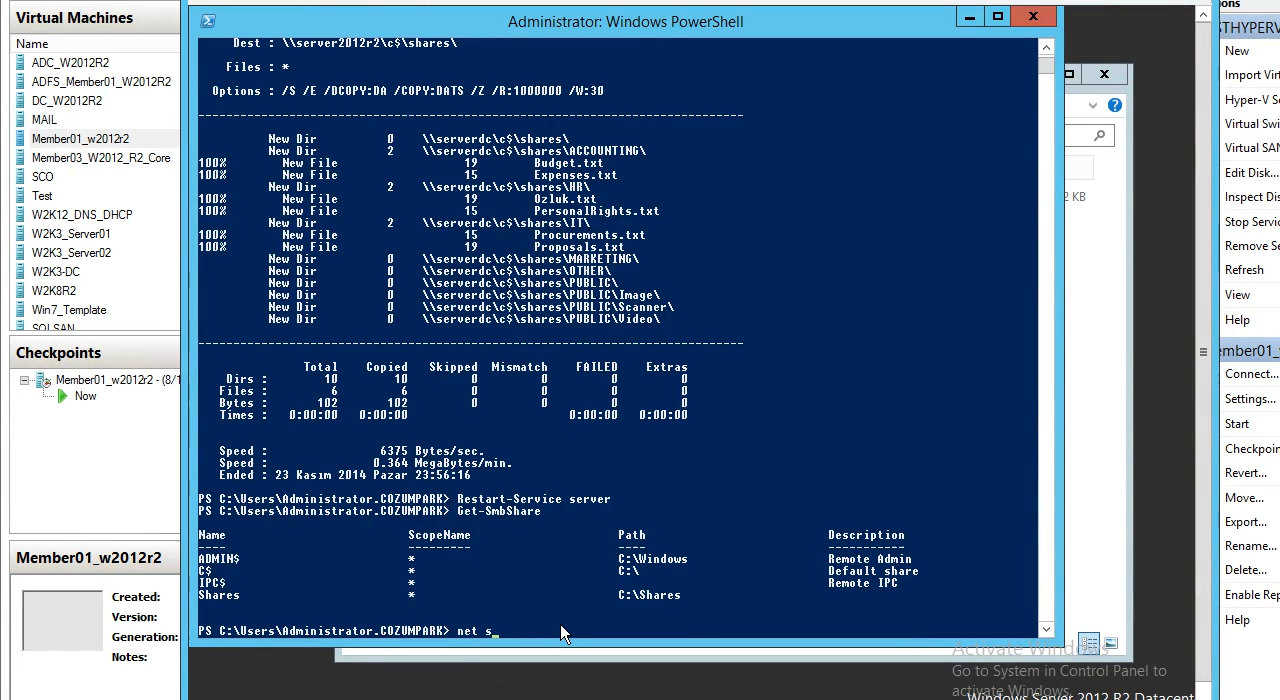 Virtual Machines
Name
ADC_W2012R2
ADFS_Member01_W2012R2
DC_W2012R2
MAIL
Member01_w2012r2
Member03_W2012_R2_Core
SCO
Test
W2K12_DNS_DHCP
W2K3_Server01
W2K3_Server02
W2K3-DC
W2K8R2
Win7_Template
SQLSAN
Checkpoints
Member01_w2012r2 - (8/1
Now
Member01_w2012r2
Created:
Version:
Generation:
Notes:
Administrator: Windows PowerShell
Dest : \\server2012r2\c$\shares\
Files : *
Options : /S /E /DCOPY:DA /COPY:DATS /Z /R:1000000 /W:30
------------------------------------------------------------------------------
New Dir 0 \\serverdc\c$\shares\
New Dir 2 \\serverdc\c$\shares\ACCOUNTING\
100% New File 19 Budget.txt
100% New File 15 Expenses.txt
New Dir 2 \\serverdc\c$\shares\HR\
100% New File 19 Ozluk.txt
100% New File 15 PersonalRights.txt
New Dir 2 \\serverdc\c$\shares\IT\
100% New File 15 Procurements.txt
100% New File 19 Proposals.txt
New Dir 0 \\serverdc\c$\shares\MARKETING\
New Dir 0 \\serverdc\c$\shares\OTHER\
New Dir 0 \\serverdc\c$\shares\PUBLIC\
New Dir 0 \\serverdc\c$\shares\PUBLIC\Image\
New Dir 0 \\serverdc\c$\shares\PUBLIC\Scanner\
New Dir 0 \\serverdc\c$\shares\PUBLIC\Video\
------------------------------------------------------------------------------
Total Copied Skipped Mismatch FAILED Extras
Dirs : 10 10 0 0 0 0
Files : 6 6 0 0 0 0
Bytes : 102 102 0 0 0 0
Times : 0:00:00 0:00:00 0:00:00 0:00:00
Speed : 6375 Bytes/sec.
Speed : 0.364 MegaBytes/min.
Ended : 23 Kasım 2014 Pazar 23:56:16
PS C:\Users\Administrator.COZUMPARK> Restart-Service server
PS C:\Users\Administrator.COZUMPARK> Get-SmbShare
Name ScopeName Path Description
---- --------- ---- -----------
ADMIN$ * C:\Windows Remote Admin
C$ * C:\ Default share
IPC$ * Remote IPC
Shares * C:\Shares
PS C:\Users\Administrator.COZUMPARK> net s_
2 KB
Activate Windows
Go to System in Control Panel to
activate Windows.
Windows Server 2012 R2 Datacent
ons
STHYPERV
New
Import Virt
Hyper-V Se
Virtual Swi
Virtual SAN
Edit Disk...
Inspect Dis
Stop Servic
Remove Se
Refresh
View
Help
ember01_
Connect...
Settings...
Start
Checkpoin
Revert...
Move...
Export...
Rename...
Delete...
Enable Rep
Help